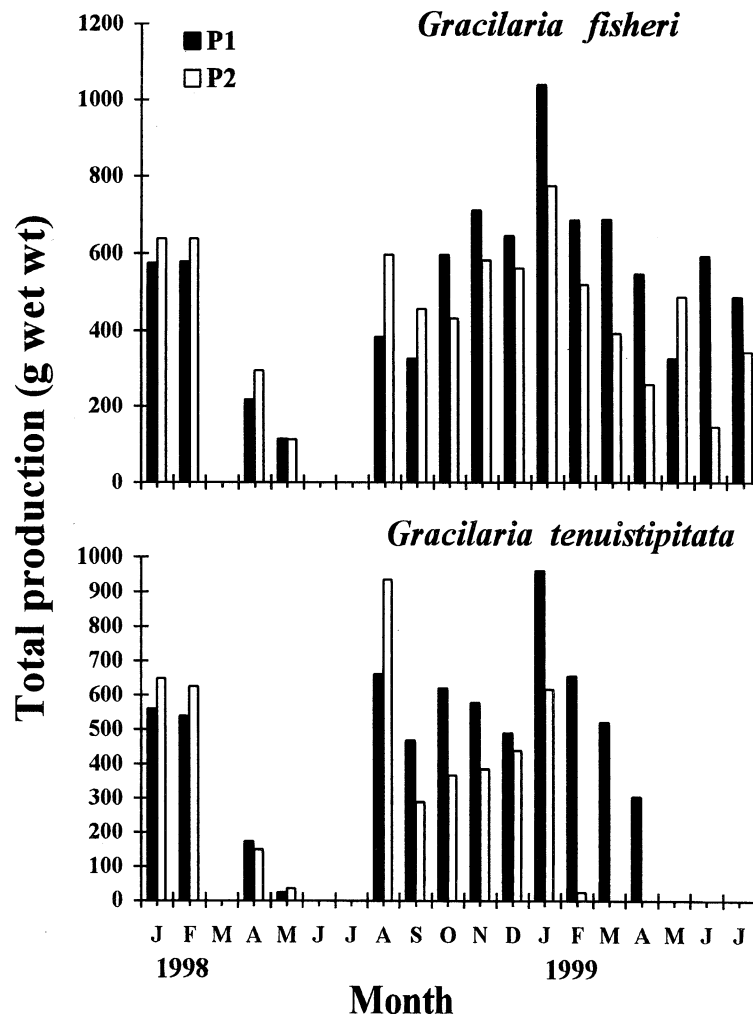 Gracilaria fisheri
P1
P2
1200
1000
800
600
400
200
0
Total production (g wet wt)
Gracilaria tenuistipitata
1000
900
800
700
600
500
400
300
200
100
0
J F M A M J J A S O N D J F M A M J J
1998 1999
Month